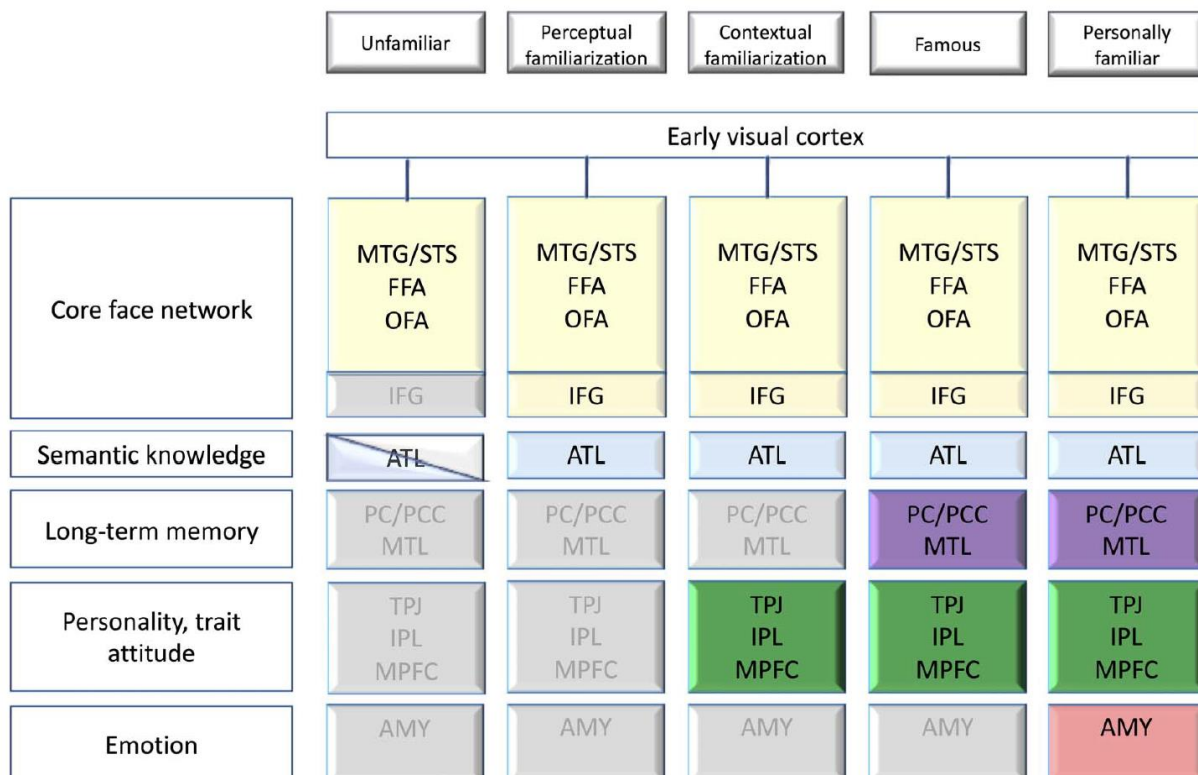 Unfamiliar
Perceptual
familiarization
Contextual
familiarization
Famous
Personally
familiar
Early visual cortex
Core face network
MTG/STS
FFA
OFA
IFG
MTG/STS
FFA
OFA
IFG
MTG/STS
FFA
OFA
IFG
MTG/STS
FFA
OFA
IFG
MTG/STS
FFA
OFA
IFG
Semantic knowledge
ATL
ATL
ATL
ATL
ATL
Long-term memory
PC/PCC
MTL
PC/PCC
MTL
PC/PCC
MTL
PC/PCC
MTL
PC/PCC
MTL
Personality, trait
attitude
TPJ
IPL
MPFC
TPJ
IPL
MPFC
TPJ
IPL
MPFC
TPJ
IPL
MPFC
TPJ
IPL
MPFC
Emotion
AMY
AMY
AMY
AMY
AMY